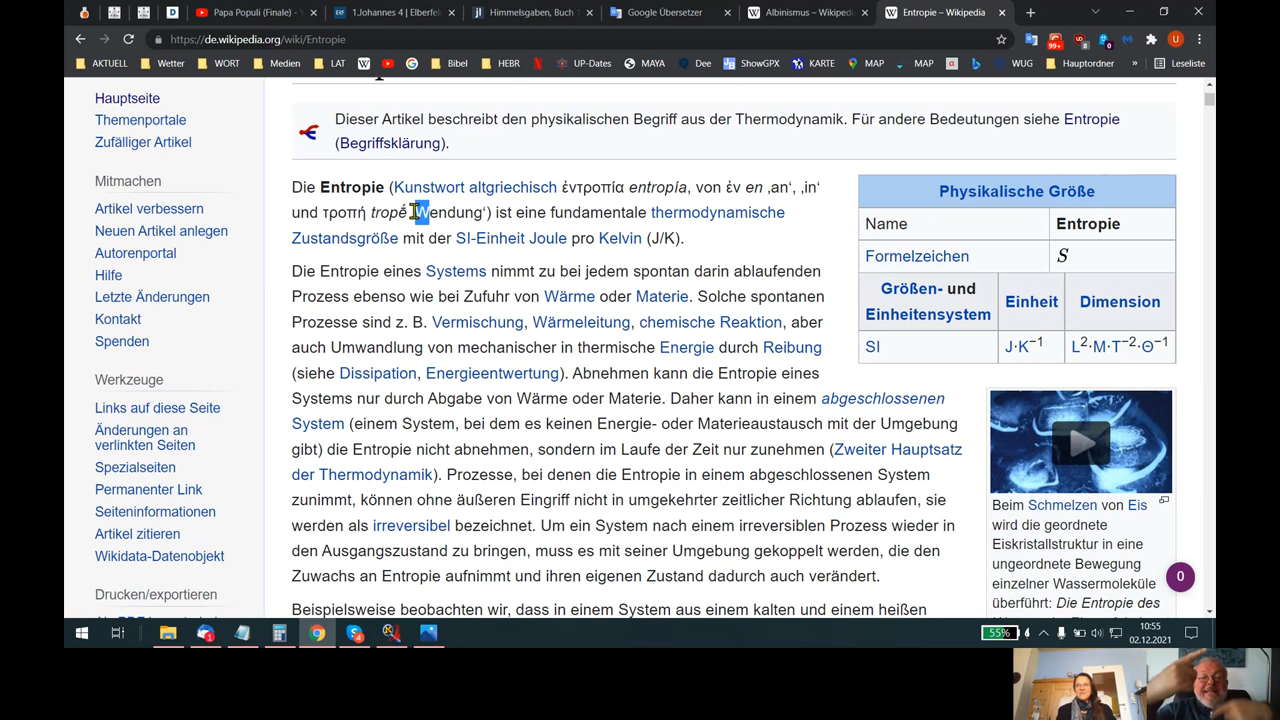 Papa Populi (Finale) -
1.Johannes 4 | Elberfel
Himmelsgaben, Buch 1
Google Übersetzer
Albinismus – Wikipedi
Entropie – Wikipedia
https://de.wikipedia.org/wiki/Entropie
99+
8
0
U
AKTUELL
Wetter
WORT
Medien
LAT
Bibel
HEBR
UP-Dates
MAYA
Dee
ShowGPX
KARTE
MAP
MAP
WUG
Hauptordner
»
Leseliste
Hauptseite
Themenportale
Zufälliger Artikel
Mitmachen
Artikel verbessern
Neuen Artikel anlegen
Autorenportal
Hilfe
Letzte Änderungen
Kontakt
Spenden
Werkzeuge
Links auf diese Seite
Änderungen an
verlinkten Seiten
Spezialseiten
Permanenter Link
Seiteninformationen
Artikel zitieren
Wikidata-Datenobjekt
Drucken/exportieren
Dieser Artikel beschreibt den physikalischen Begriff aus der Thermodynamik. Für andere Bedeutungen siehe Entropie
(Begriffsklärung).
Die Entropie (Kunstwort altgriechisch ἐντροπία entropía, von ἐν en ‚an‘, ‚in‘
und τροπή tropḗ ‚Wendung‘) ist eine fundamentale thermodynamische
Zustandsgröße mit der SI-Einheit Joule pro Kelvin (J/K).
Die Entropie eines Systems nimmt zu bei jedem spontan darin ablaufenden
Prozess ebenso wie bei Zufuhr von Wärme oder Materie. Solche spontanen
Prozesse sind z. B. Vermischung, Wärmeleitung, chemische Reaktion, aber
auch Umwandlung von mechanischer in thermische Energie durch Reibung
(siehe Dissipation, Energieentwertung). Abnehmen kann die Entropie eines
Systems nur durch Abgabe von Wärme oder Materie. Daher kann in einem abgeschlossenen
System (einem System, bei dem es keinen Energie- oder Materieaustausch mit der Umgebung
gibt) die Entropie nicht abnehmen, sondern im Laufe der Zeit nur zunehmen (Zweiter Hauptsatz
der Thermodynamik). Prozesse, bei denen die Entropie in einem abgeschlossenen System
zunimmt, können ohne äußeren Eingriff nicht in umgekehrter zeitlicher Richtung ablaufen, sie
werden als irreversibel bezeichnet. Um ein System nach einem irreversiblen Prozess wieder in
den Ausgangszustand zu bringen, muss es mit seiner Umgebung gekoppelt werden, die den
Zuwachs an Entropie aufnimmt und ihren eigenen Zustand dadurch auch verändert.
Beispielsweise beobachten wir, dass in einem System aus einem kalten und einem heißen
Physikalische Größe
Name Entropie
Formelzeichen S
Größen- und
Einheitensystem Einheit Dimension
SI J·K⁻¹ L²·M·T⁻²·Θ⁻¹
Beim Schmelzen von Eis
wird die geordnete
Eiskristallstruktur in eine
ungeordnete Bewegung
einzelner Wassermoleküle
überführt: Die Entropie des
0
55%
10:55
02.12.2021